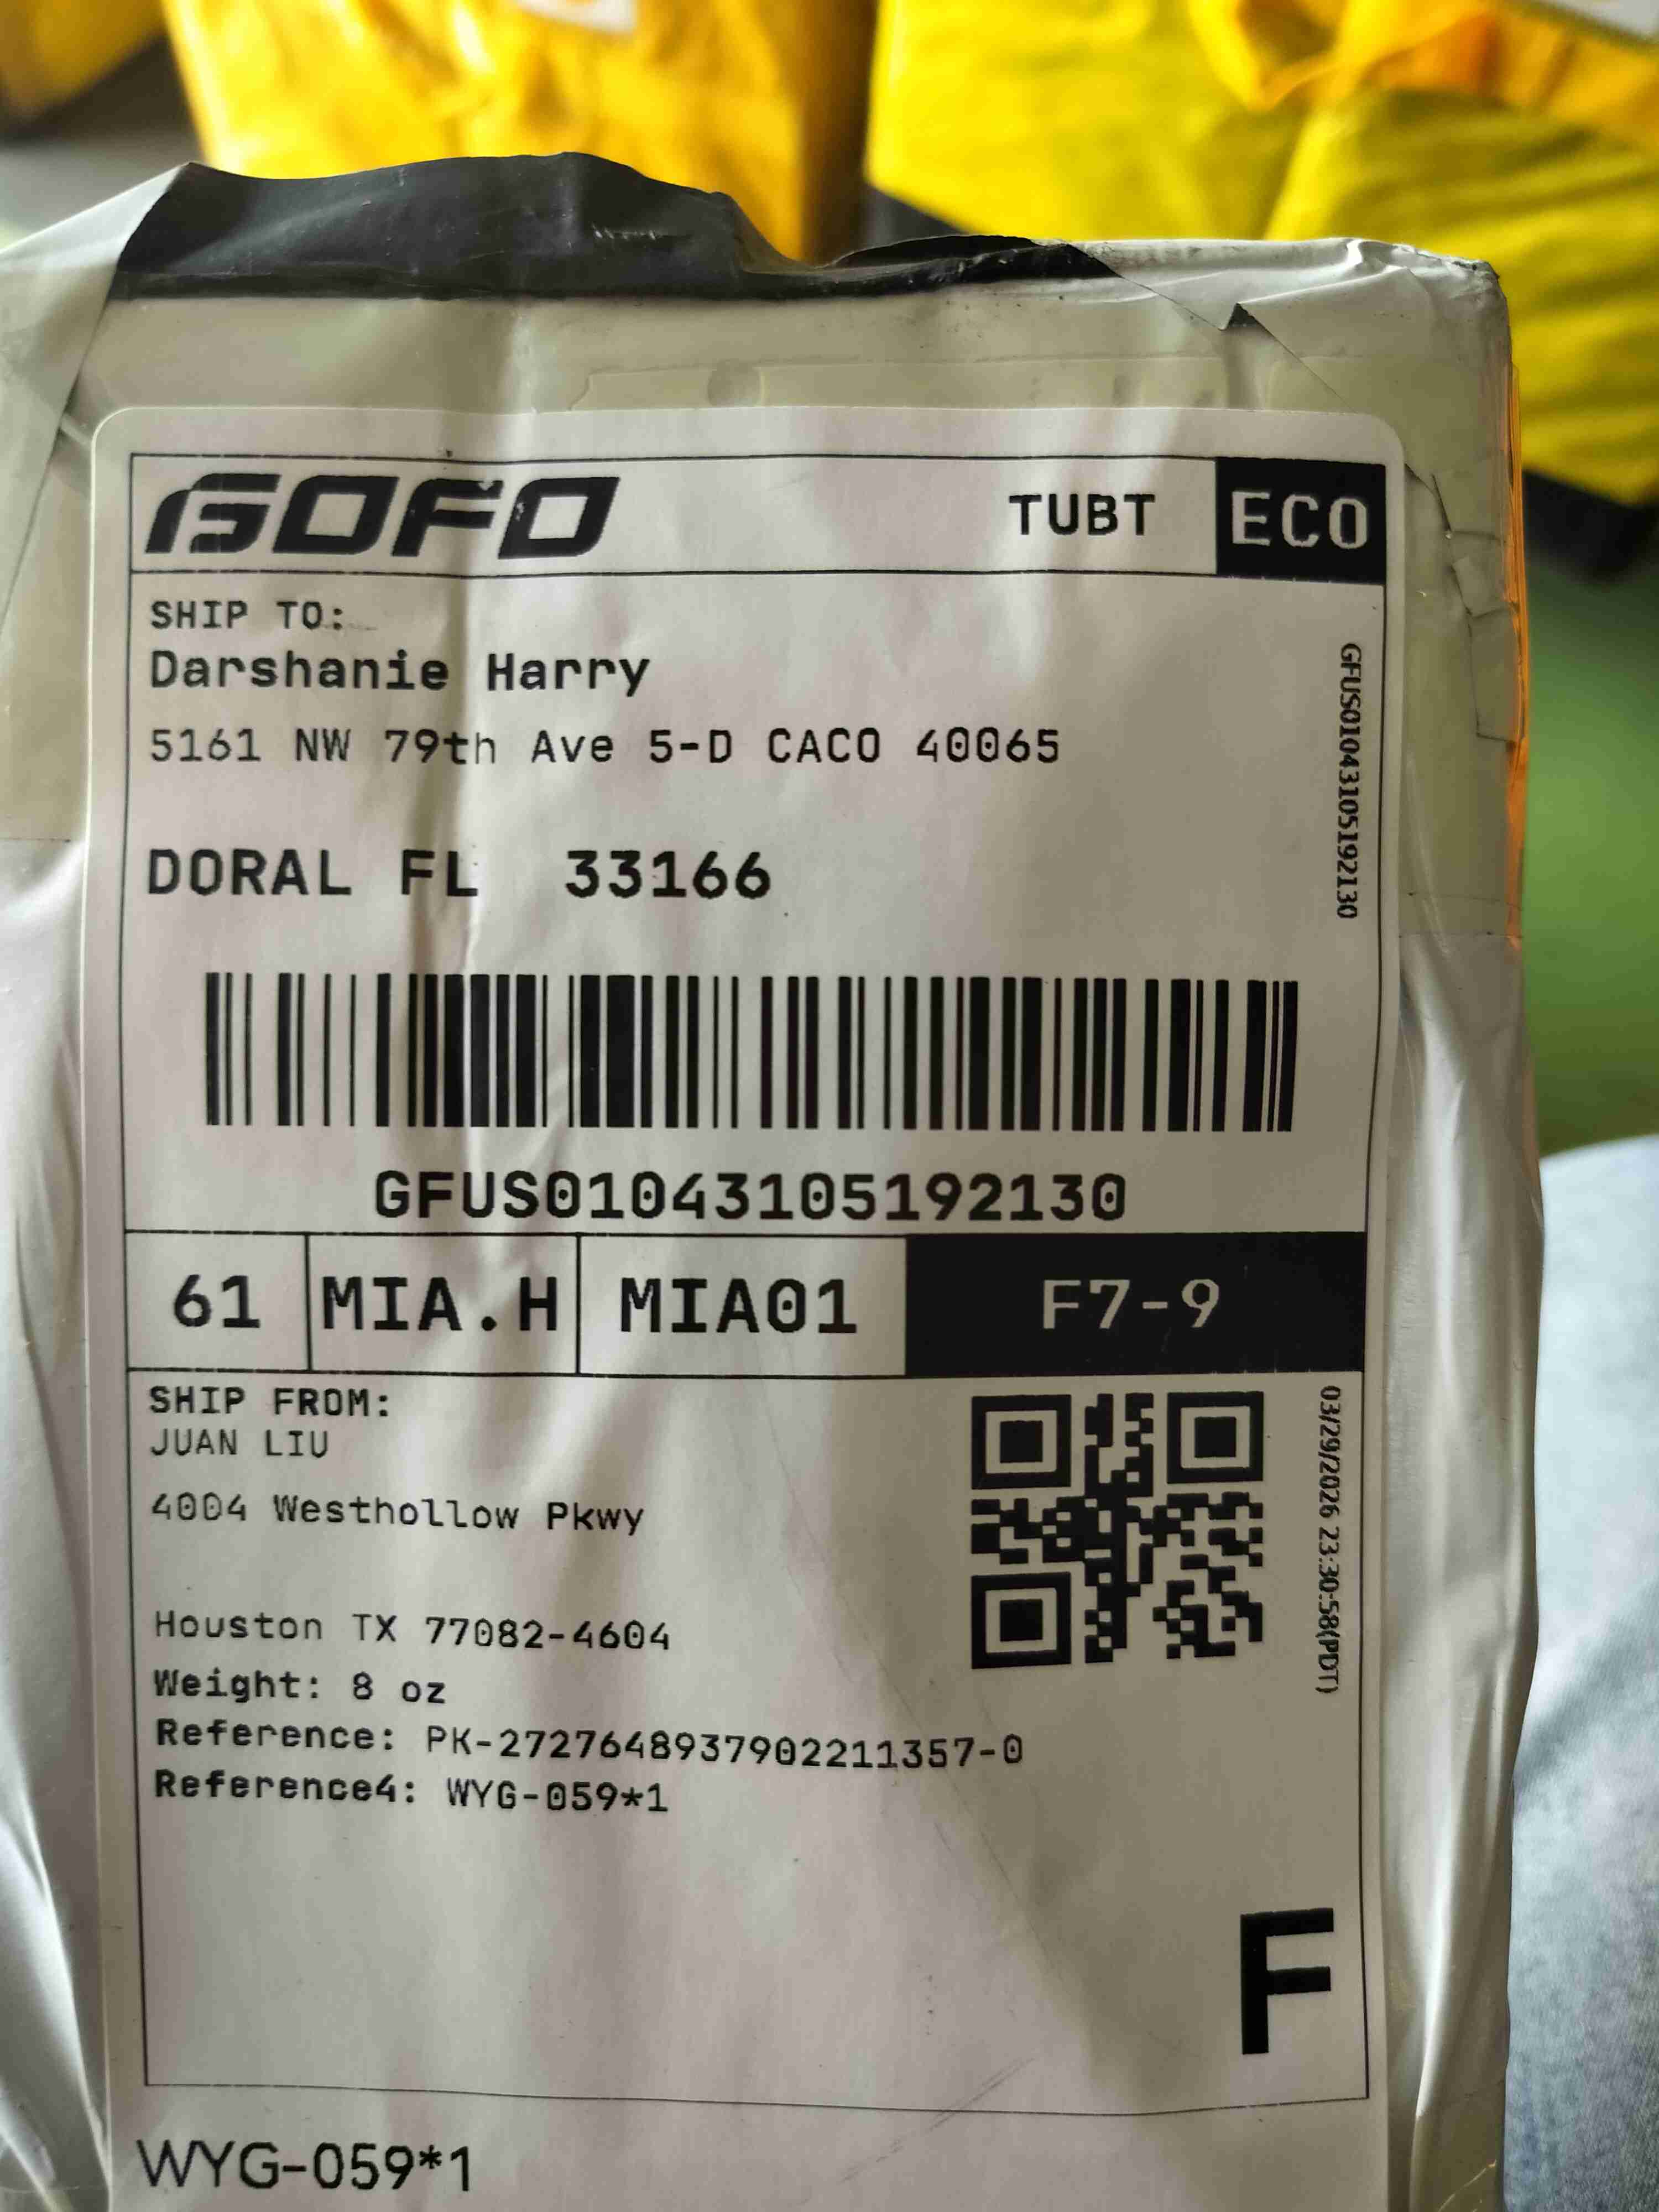 GOFO
TUBT
ECO
SHIP TO:
Darshanie Harry
5161 NW 79th Ave 5-D CACO 40065
DORAL FL 33166
GFUS01043105192130
GFUS01043105192130
61
MIA.H
MIA01
F7-9
SHIP FROM:
JUAN LIU
4004 Westhollow Pkwy
Houston TX 77082-4604
Weight: 8 oz
Reference: PK-2727648937902211357-0
Reference4: WYG-059*1
03/29/2026 23:30:58(PDT)
F
WYG-059*1